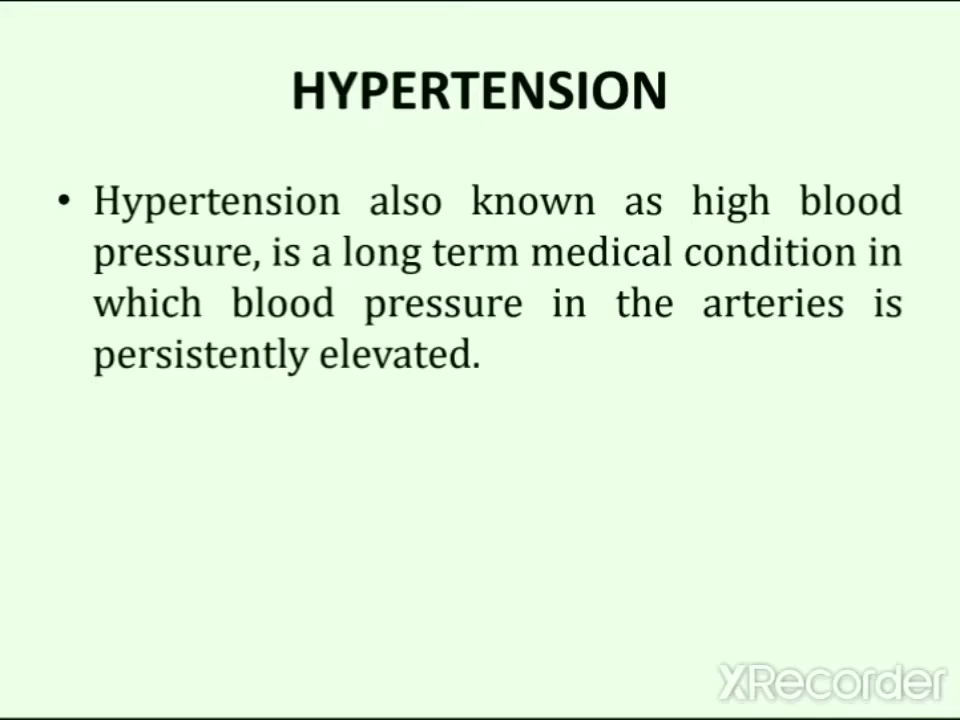 HYPERTENSION
• Hypertension also known as high blood
pressure, is a long term medical condition in
which blood pressure in the arteries is
persistently elevated.
XRecorder